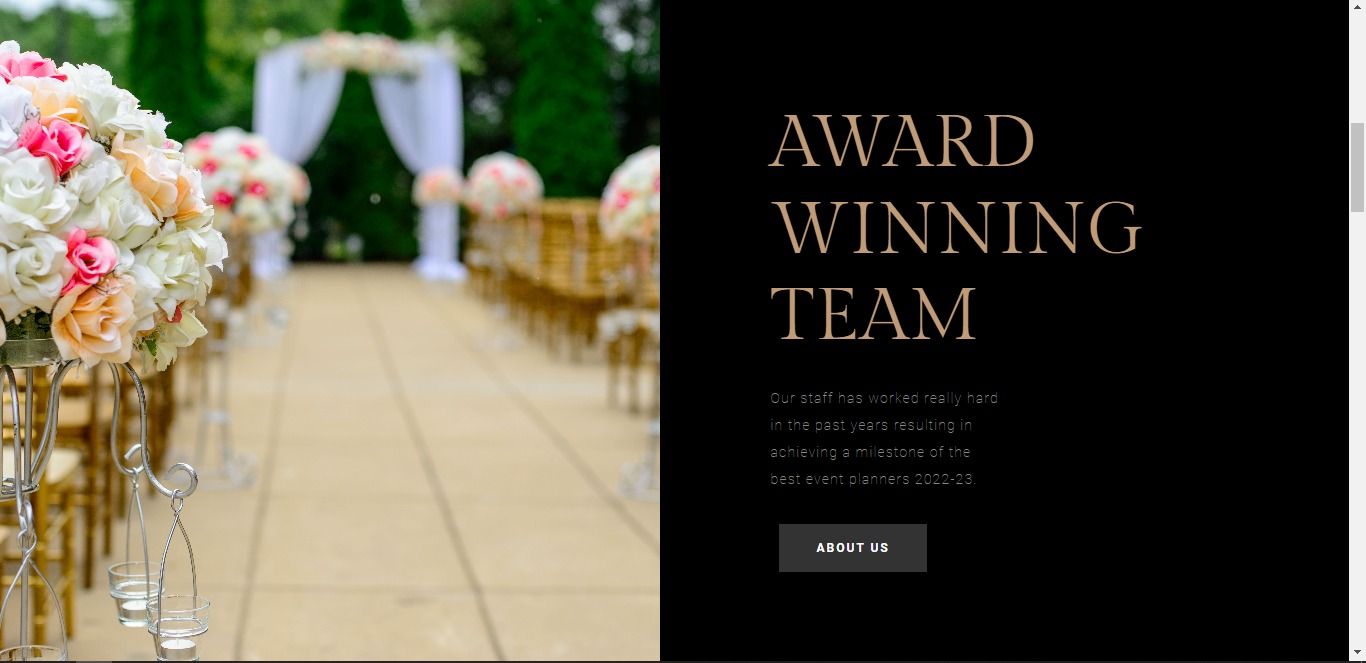 AWARD
WINNING
TEAM
Our staff has worked really hard
in the past years resulting in
achieving a milestone of the
best event planners 2022-23.
ABOUT US